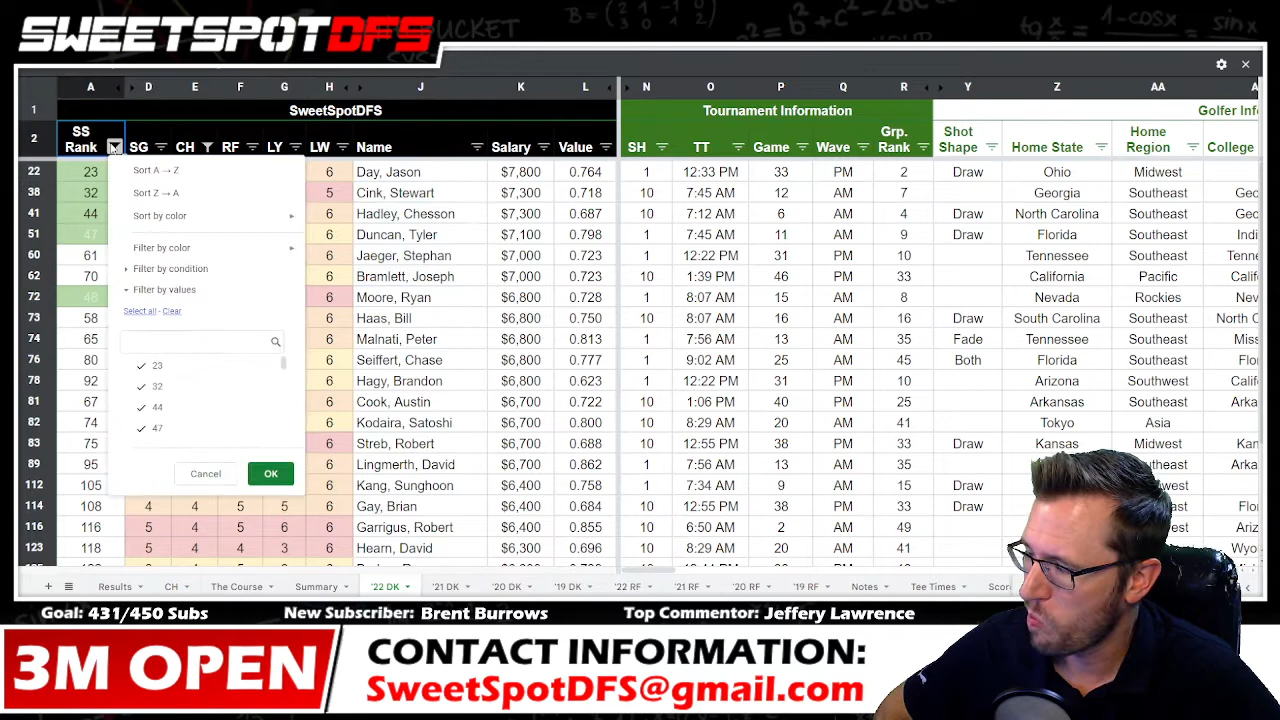 SWEETSPOTDFS
A D E F G H J K L N O P Q R Y Z AA
1 SweetSpotDFS Tournament Information Golfer Inf
2 SS Rank SG CH RF LY LW Name Salary Value SH TT Game Wave Grp. Rank Shot Shape Home State Home Region College
22 23 6 Day, Jason $7,800 0.764 1 12:33 PM 33 PM 2 Draw Ohio Midwest
38 32 5 Cink, Stewart $7,300 0.718 10 7:45 AM 12 AM 7 Georgia Southeast Geo
41 44 6 Hadley, Chesson $7,300 0.687 10 7:12 AM 6 AM 4 Draw North Carolina Southeast Geo
51 47 6 Duncan, Tyler $7,100 0.798 1 7:45 AM 11 AM 9 Draw Florida Southeast Indi
60 61 6 Jaeger, Stephan $7,000 0.723 1 12:22 PM 31 PM 10 Tennessee Southeast Tenne
62 70 6 Bramlett, Joseph $7,000 0.723 10 1:39 PM 46 PM 33 California Pacific
72 48 6 Moore, Ryan $6,800 0.728 1 8:07 AM 15 AM 8 Nevada Rockies
73 58 6 Haas, Bill $6,800 0.750 10 8:07 AM 16 AM 16 Draw South Carolina Southeast
74 65 6 Malnati, Peter $6,800 0.813 1 7:56 AM 13 AM 35 Fade Tennessee Southeast Miss
76 80 6 Seiffert, Chase $6,800 0.777 1 9:02 AM 25 AM 45 Both Florida Southeast
78 92 6 Hagy, Brandon $6,800 0.623 1 12:22 PM 31 PM 10 Arizona Southwest
81 67 6 Cook, Austin $6,700 0.722 10 1:06 PM 40 PM 25 Arkansas Southeast
82 74 6 Kodaira, Satoshi $6,700 0.800 10 8:29 AM 20 AM 41 Tokyo Asia
83 75 6 Streb, Robert $6,700 0.688 10 12:55 PM 38 PM 33 Draw Kansas Midwest
89 95 6 Lingmerth, David $6,400 0.862 1 7:56 AM 13 AM 35
112 105 6 Kang, Sunghoon $6,400 0.758 1 7:34 AM 9 AM 15 Draw
114 108 4 4 5 5 6 Gay, Brian $6,400 0.684 10 12:55 PM 38 PM 33 Draw
116 116 5 4 5 6 6 Garrigus, Robert $6,400 0.855 1 6:50 AM 2 AM 49
123 118 5 4 4 3 6 Hearn, David $6,300 0.696 10 8:29 AM 20 AM 41
Sort A → Z
Sort Z → A
Sort by color
Filter by color
Filter by condition
Filter by values
Select all - Clear
23
32
44
47
Cancel OK
Results CH The Course Summary '22 DK '21 DK '20 DK '19 DK '22 RF '21 RF '20 RF '19 RF Notes Tee Times
Goal: 431/450 Subs New Subscriber: Brent Burrows Top Commentor: Jeffery Lawrence
3M OPEN
CONTACT INFORMATION:
SweetSpotDFS@gmail.com